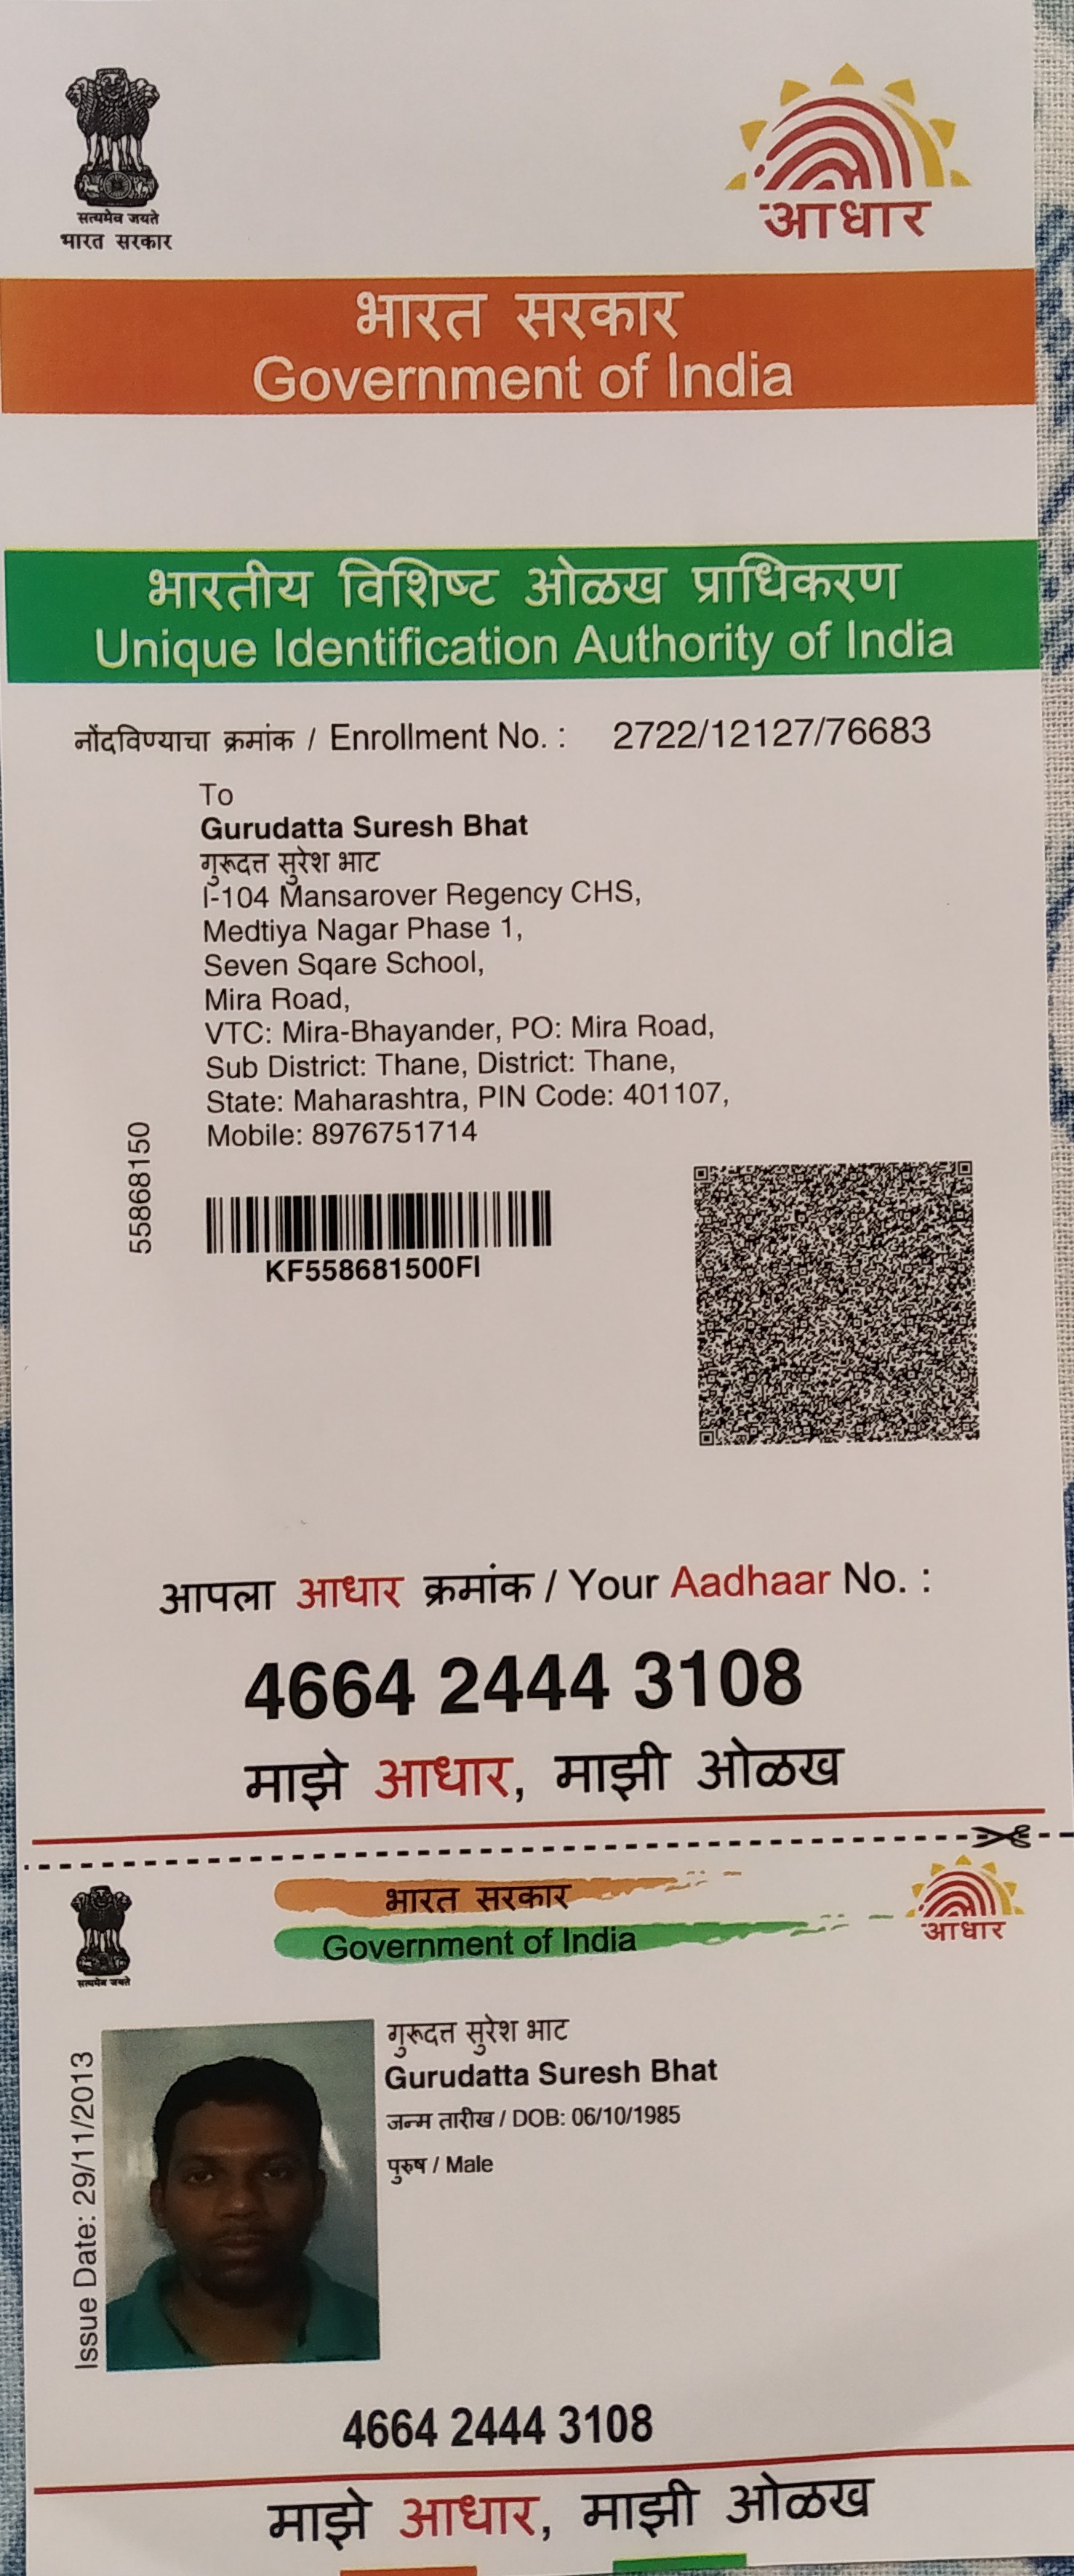 सत्यमेव जयते
भारत सरकार
आधार
भारत सरकार
Government of India
भारतीय विशिष्ट ओळख प्राधिकरण
Unique Identification Authority of India
नोंदविण्याचा क्रमांक / Enrollment No. : 2722/12127/76683
To
Gurudatta Suresh Bhat
गुरूदत्त सुरेश भाट
I-104 Mansarover Regency CHS,
Medtiya Nagar Phase 1,
Seven Sqare School,
Mira Road,
VTC: Mira-Bhayander, PO: Mira Road,
Sub District: Thane, District: Thane,
State: Maharashtra, PIN Code: 401107,
Mobile: 8976751714
55868150
KF558681500FI
आपला आधार क्रमांक / Your Aadhaar No. :
4664 2444 3108
माझे आधार, माझी ओळख
सत्यमेव जयते
भारत सरकार
Government of India
आधार
Issue Date: 29/11/2013
गुरूदत्त सुरेश भाट
Gurudatta Suresh Bhat
जन्म तारीख / DOB: 06/10/1985
पुरुष / Male
4664 2444 3108
माझे आधार, माझी ओळख